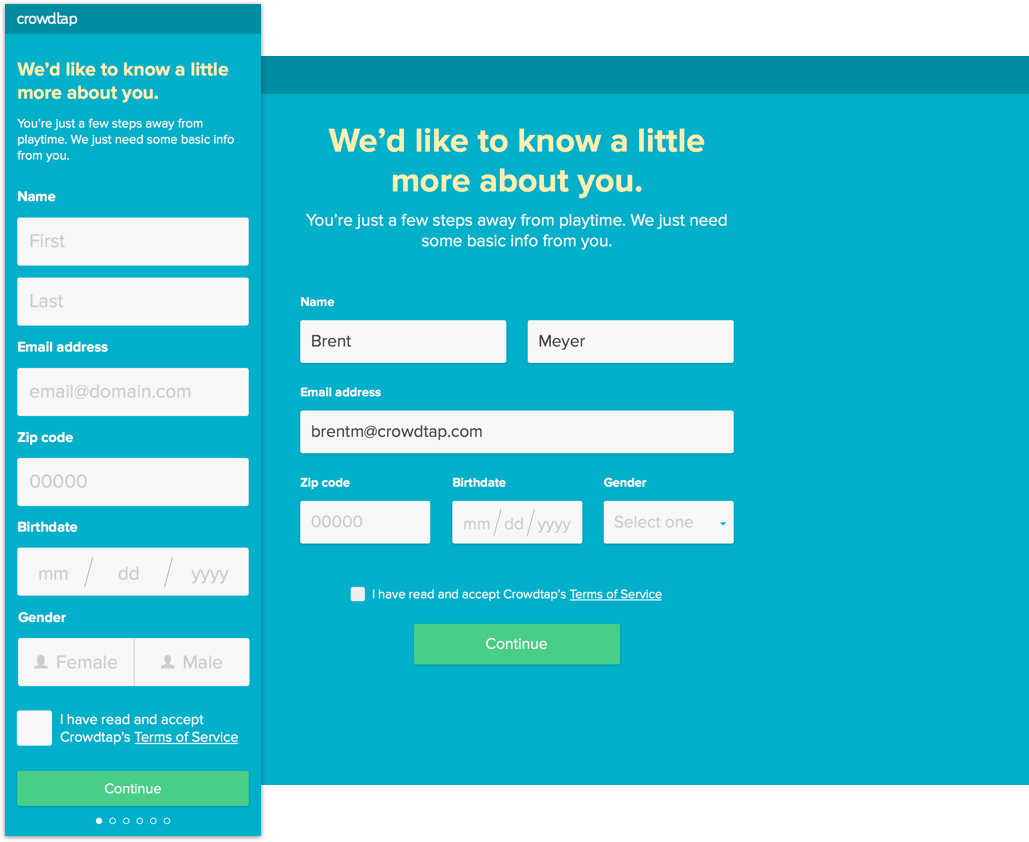 crowdtap
We’d like to know a little
more about you.
You’re just a few steps away from
playtime. We just need some basic info
from you.
Name
First
Last
Email address
email@domain.com
Zip code
00000
Birthdate
mm / dd / yyyy
Gender
Female Male
I have read and accept
Crowdtap’s Terms of Service
Continue
We’d like to know a little
more about you.
You’re just a few steps away from playtime. We just need
some basic info from you.
Name
Brent Meyer
Email address
brentm@crowdtap.com
Zip code Birthdate Gender
00000 mm / dd / yyyy Select one
I have read and accept Crowdtap’s Terms of Service
Continue